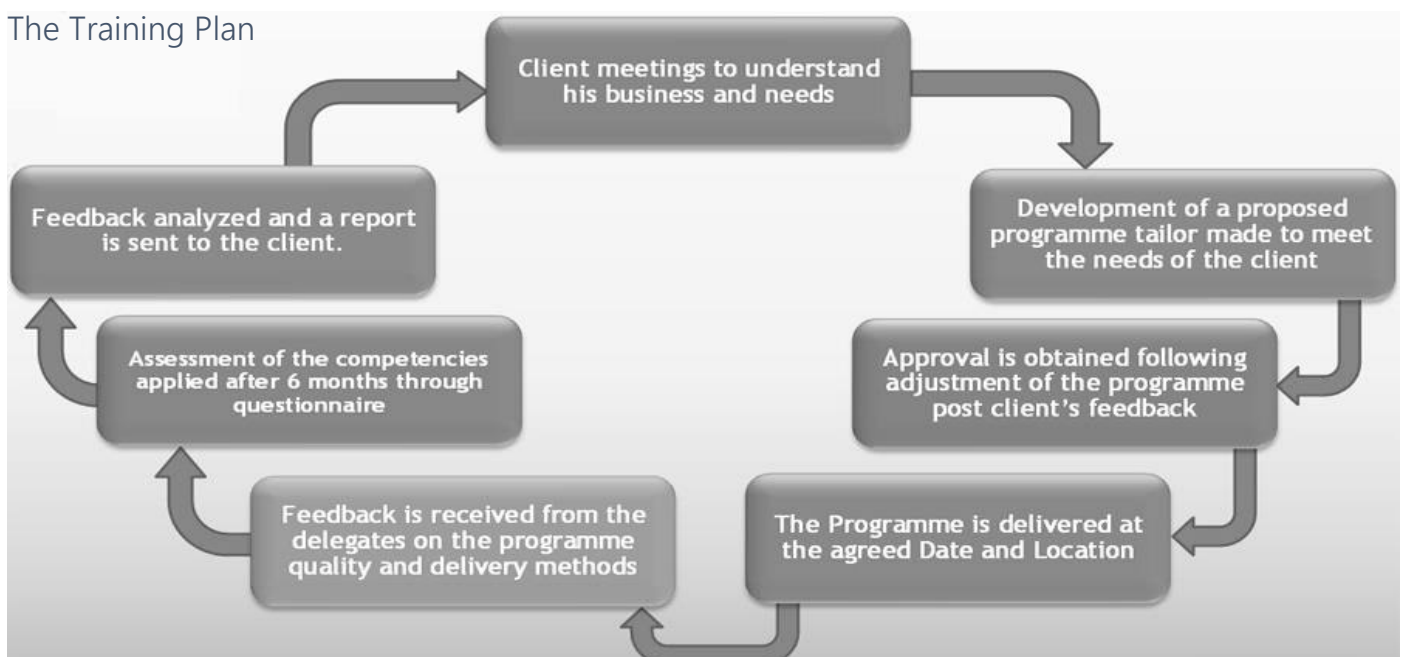 The Training Plan
Client meetings to understand
his business and needs
Development of a proposed
programme tailor made to meet
the needs of the client
Approval is obtained following
adjustment of the programme
post client's feedback
The Programme is delivered at
the agreed Date and Location
Feedback is received from the
delegates on the programme
quality and delivery methods
Assessment of the competencies
applied after 6 months through
questionnaire
Feedback analyzed and a report
is sent to the client.